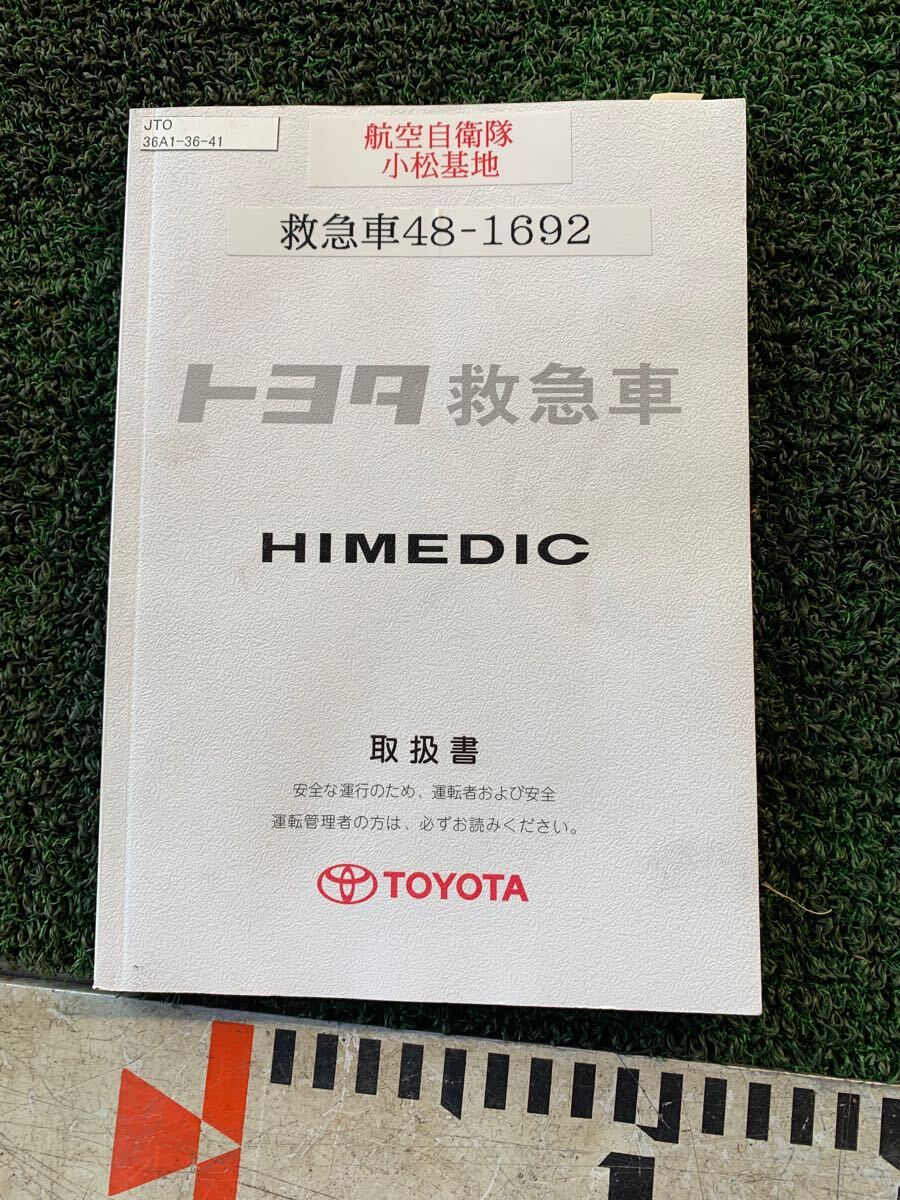 JTO
36A1-36-41
航空自衛隊
小松基地
救急車48-1692
トヨタ 救急車
HIMEDIC
取扱書
安全な運行のため、運転者および安全
運転管理者の方は、必ずお読みください。
TOYOTA